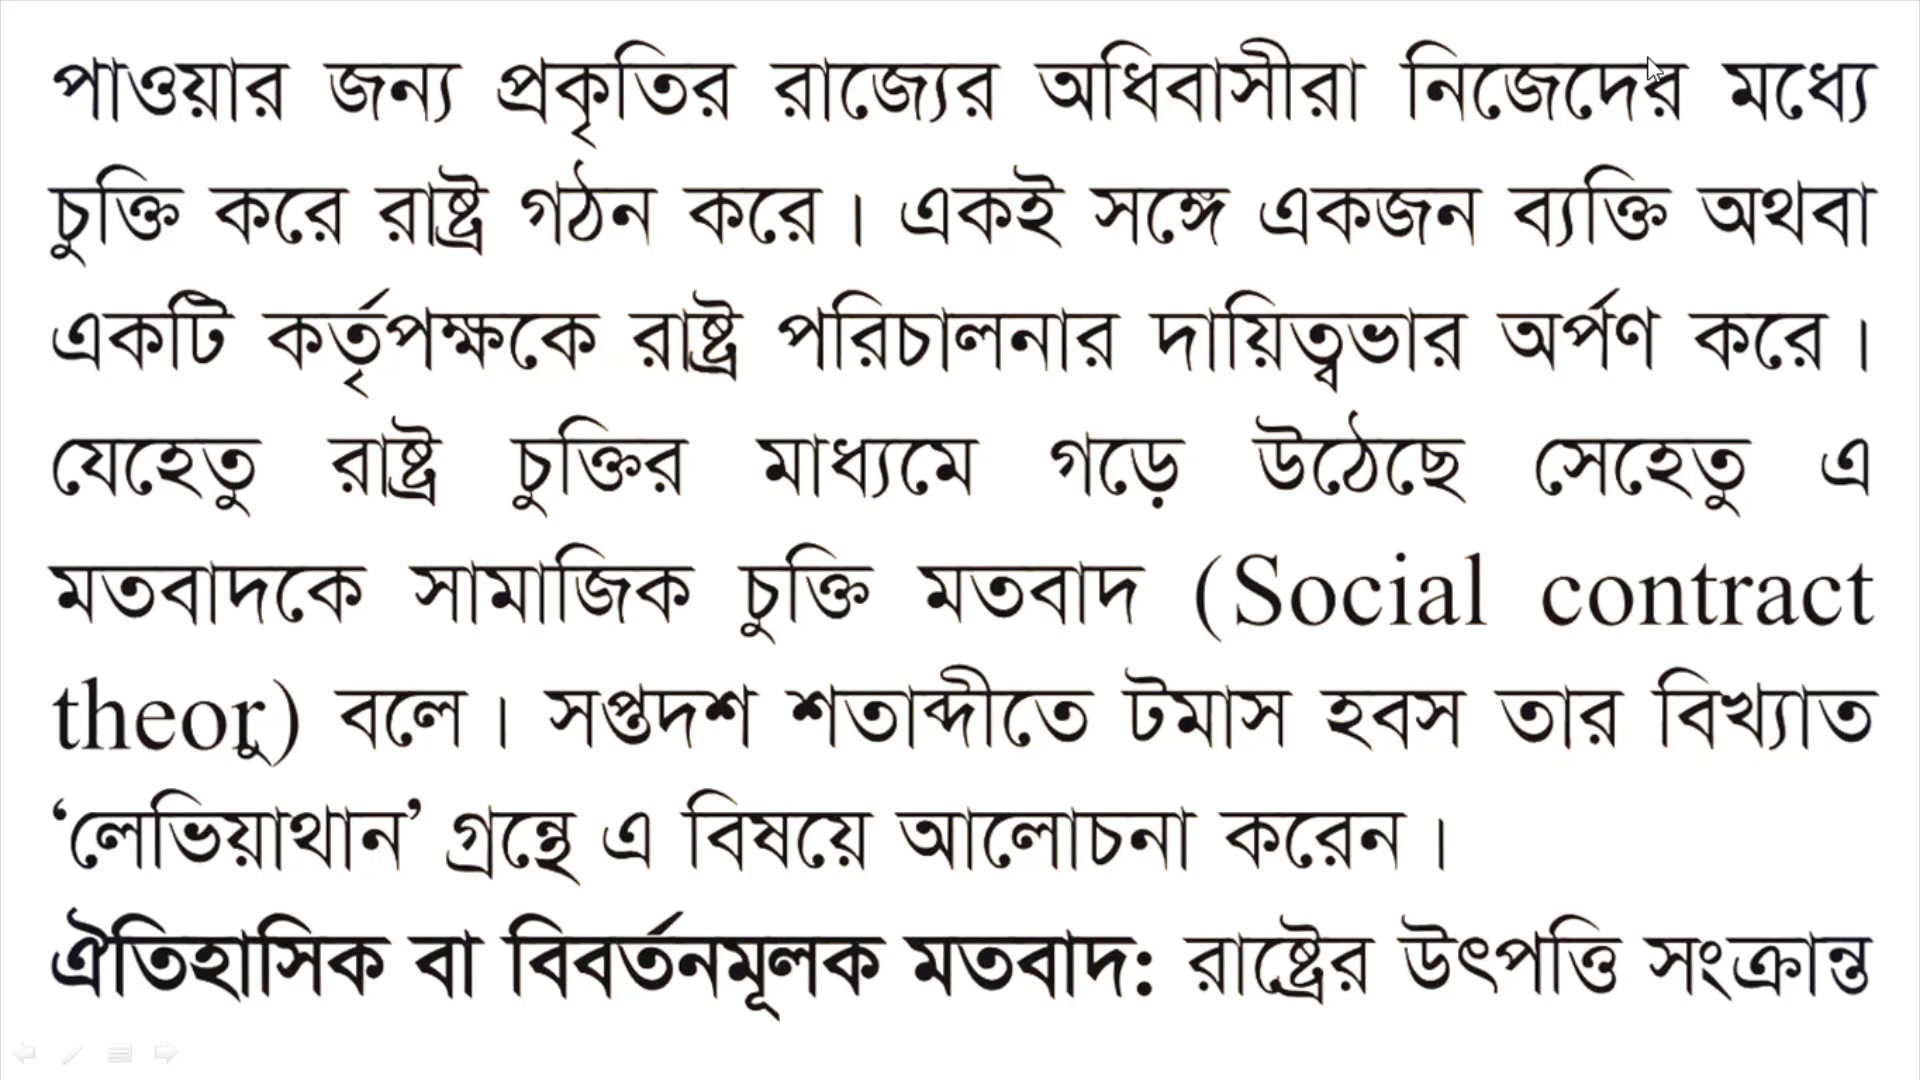 পাওয়ার জন্য প্রকৃতির রাজ্যের অধিবাসীরা নিজেদের মধ্যে
চুক্তি করে রাষ্ট্র গঠন করে। একই সঙ্গে একজন ব্যক্তি অথবা
একটি কর্তৃপক্ষকে রাষ্ট্র পরিচালনার দায়িত্বভার অর্পণ করে।
যেহেতু রাষ্ট্র চুক্তির মাধ্যমে গড়ে উঠেছে সেহেতু এ
মতবাদকে সামাজিক চুক্তি মতবাদ (Social contract
theorু) বলে। সপ্তদশ শতাব্দীতে টমাস হবস তার বিখ্যাত
‘লেভিয়াথান’ গ্রন্থে এ বিষয়ে আলোচনা করেন।
ঐতিহাসিক বা বিবর্তনমূলক মতবাদ: রাষ্ট্রের উৎপত্তি সংক্রান্ত